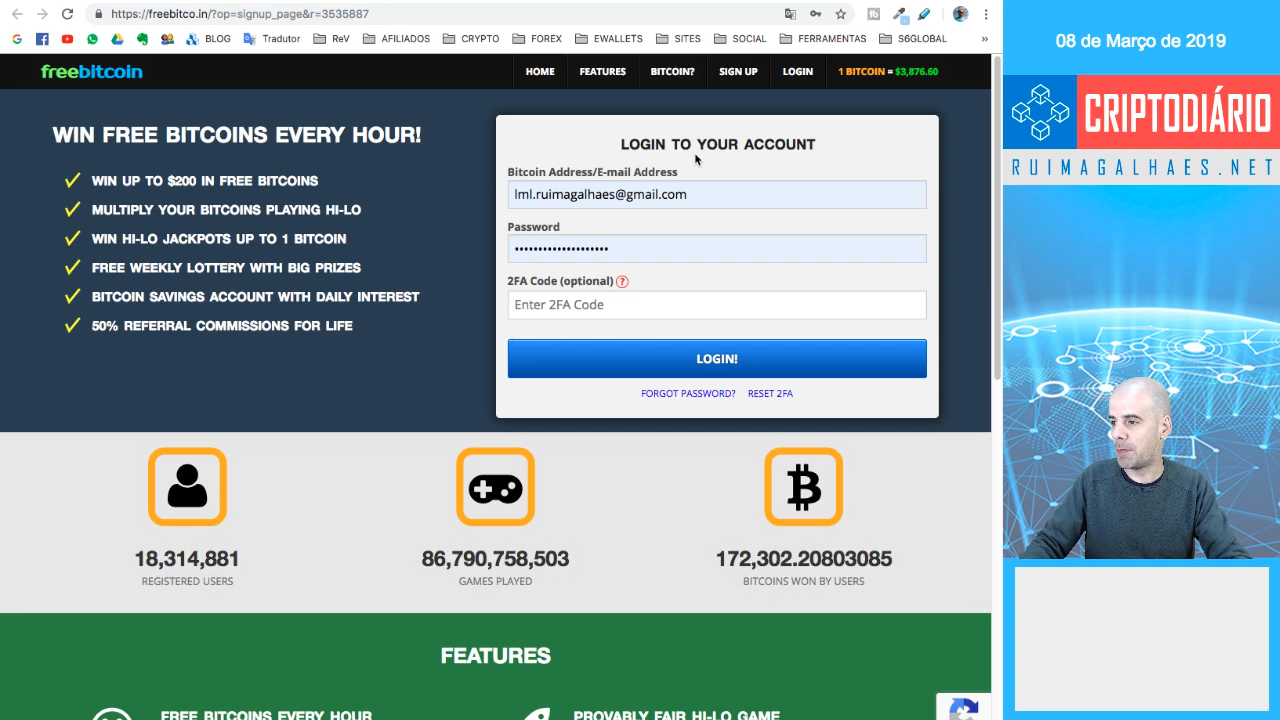 https://freebitco.in/?op=signup_page&r=3535887
BLOG Tradutor ReV AFILIADOS CRYPTO FOREX EWALLETS SITES SOCIAL FERRAMENTAS S6GLOBAL »
freebitcoin
HOME FEATURES BITCOIN? SIGN UP LOGIN 1 BITCOIN = $3,876.60
WIN FREE BITCOINS EVERY HOUR!
WIN UP TO $200 IN FREE BITCOINS
MULTIPLY YOUR BITCOINS PLAYING HI-LO
WIN HI-LO JACKPOTS UP TO 1 BITCOIN
FREE WEEKLY LOTTERY WITH BIG PRIZES
BITCOIN SAVINGS ACCOUNT WITH DAILY INTEREST
50% REFERRAL COMMISSIONS FOR LIFE
LOGIN TO YOUR ACCOUNT
Bitcoin Address/E-mail Address
lml.ruimagalhaes@gmail.com
Password
••••••••••••••••••••
2FA Code (optional) ?
Enter 2FA Code
LOGIN!
FORGOT PASSWORD? RESET 2FA
18,314,881
REGISTERED USERS
86,790,758,503
GAMES PLAYED
172,302.20803085
BITCOINS WON BY USERS
FEATURES
FREE BITCOINS EVERY HOUR
PROVABLY FAIR HI-LO GAME
08 de Março de 2019
CRIPTODIÁRIO
RUIMAGALHAES.NET